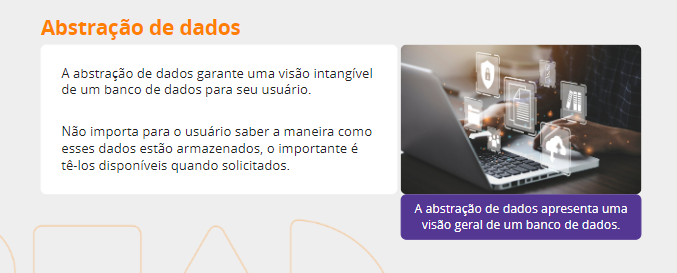 Abstração de dados
A abstração de dados garante uma visão intangível
de um banco de dados para seu usuário.
Não importa para o usuário saber a maneira como
esses dados estão armazenados, o importante é
tê-los disponíveis quando solicitados.
A abstração de dados apresenta uma
visão geral de um banco de dados.